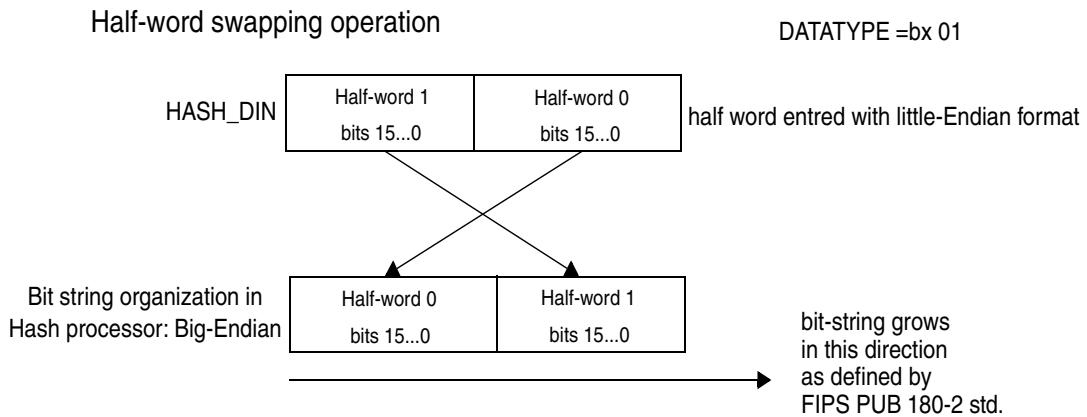 Half-word swapping operation
DATATYPE =bx 01
HASH_DIN
Half-word 1
bits 15...0
Half-word 0
bits 15...0
half word entred with little-Endian format
Bit string organization in
Hash processor: Big-Endian
Half-word 0
bits 15...0
Half-word 1
bits 15...0
bit-string grows
in this direction
as defined by
FIPS PUB 180-2 std.